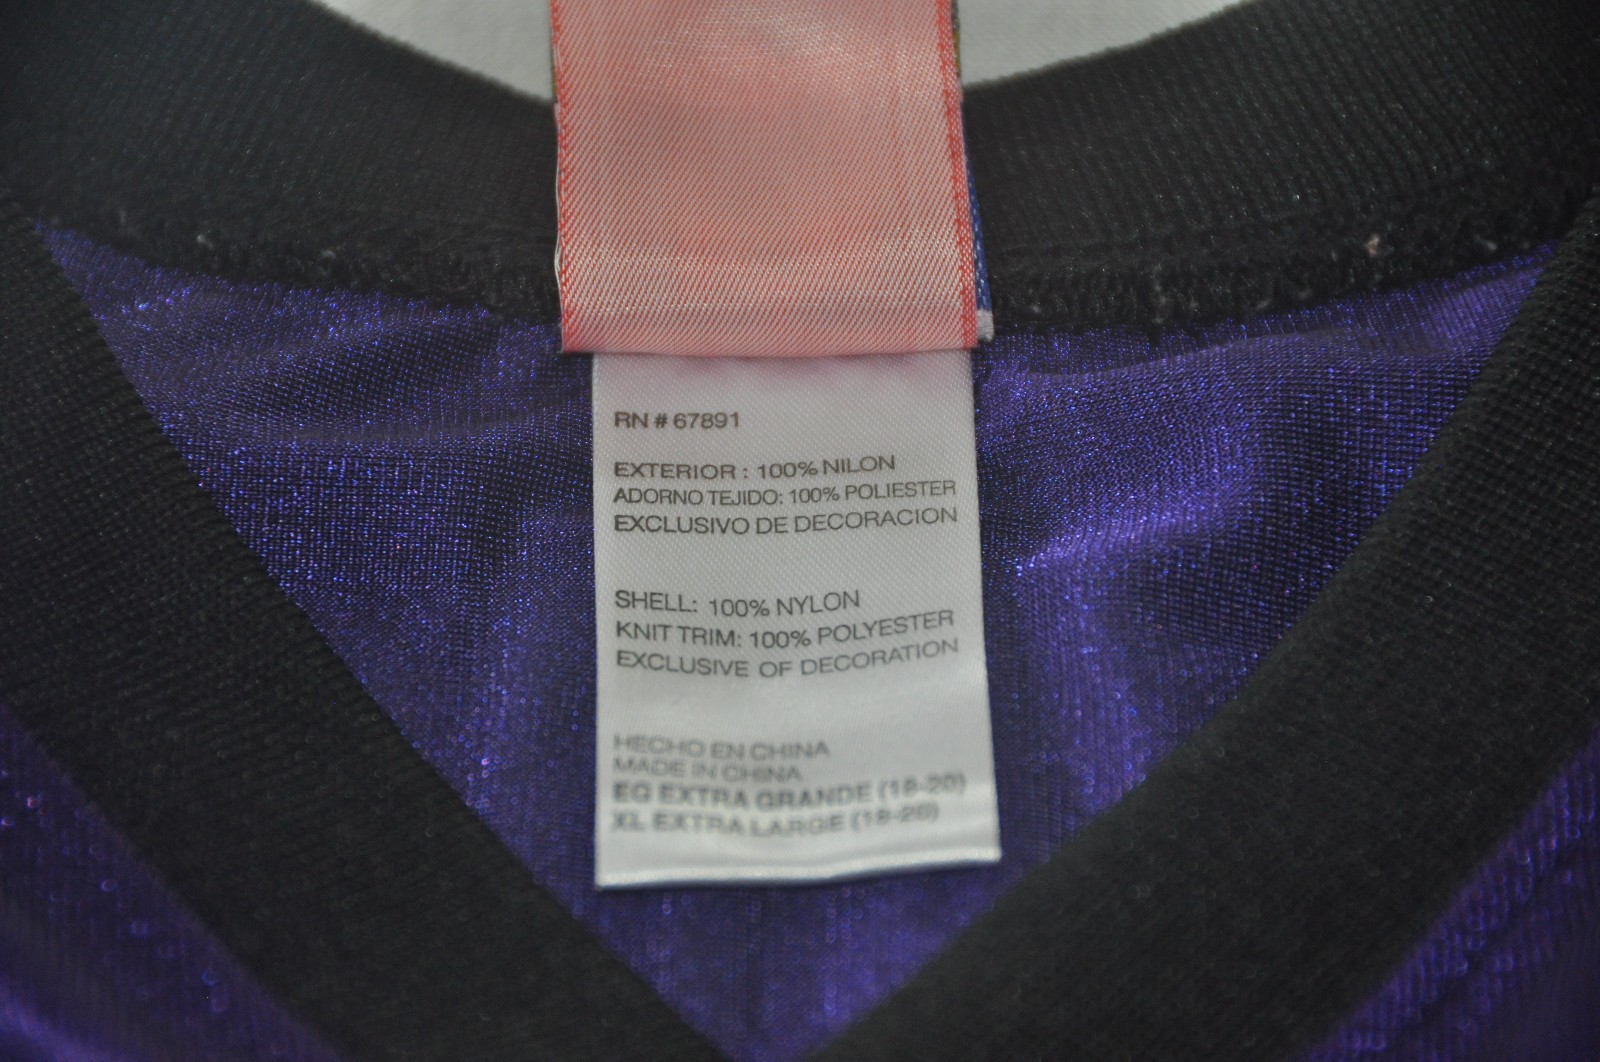 RN # 67891
EXTERIOR : 100% NILON
ADORNO TEJIDO: 100% POLIESTER
EXCLUSIVO DE DECORACION
SHELL: 100% NYLON
KNIT TRIM: 100% POLYESTER
EXCLUSIVE OF DECORATION
HECHO EN CHINA
MADE IN CHINA
EG EXTRA GRANDE (18-20)
XL EXTRA LARGE (18-20)